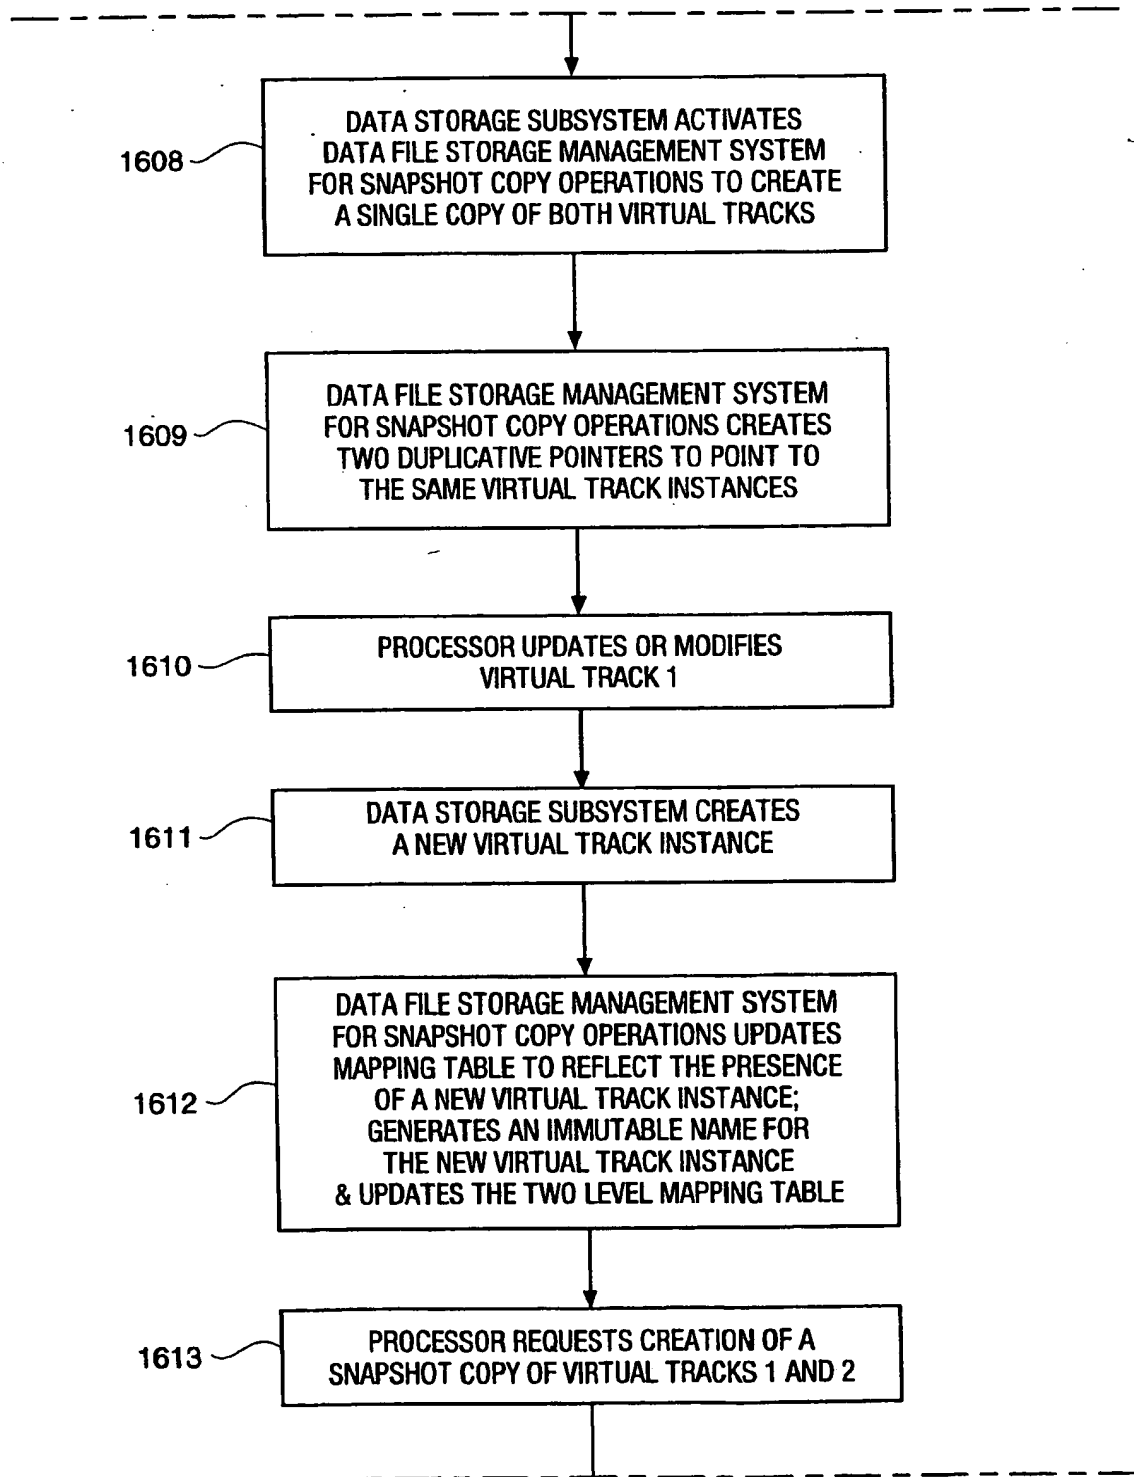 DATA STORAGE SUBSYSTEM ACTIVATES
DATA FILE STORAGE MANAGEMENT SYSTEM
FOR SNAPSHOT COPY OPERATIONS TO CREATE
A SINGLE COPY OF BOTH VIRTUAL TRACKS
1608
DATA FILE STORAGE MANAGEMENT SYSTEM
FOR SNAPSHOT COPY OPERATIONS CREATES
TWO DUPLICATIVE POINTERS TO POINT TO
THE SAME VIRTUAL TRACK INSTANCES
1609
PROCESSOR UPDATES OR MODIFIES
VIRTUAL TRACK 1
1610
DATA STORAGE SUBSYSTEM CREATES
A NEW VIRTUAL TRACK INSTANCE
1611
DATA FILE STORAGE MANAGEMENT SYSTEM
FOR SNAPSHOT COPY OPERATIONS UPDATES
MAPPING TABLE TO REFLECT THE PRESENCE
OF A NEW VIRTUAL TRACK INSTANCE;
GENERATES AN IMMUTABLE NAME FOR
THE NEW VIRTUAL TRACK INSTANCE
& UPDATES THE TWO LEVEL MAPPING TABLE
1612
PROCESSOR REQUESTS CREATION OF A
SNAPSHOT COPY OF VIRTUAL TRACKS 1 AND 2
1613